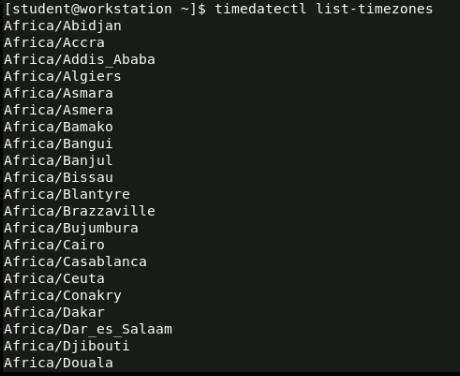 [student@workstation ~]$ timedatectl list-timezones
Africa/Abidjan
Africa/Accra
Africa/Addis_Ababa
Africa/Algiers
Africa/Asmara
Africa/Asmera
Africa/Bamako
Africa/Bangui
Africa/Banjul
Africa/Bissau
Africa/Blantyre
Africa/Brazzaville
Africa/Bujumbura
Africa/Cairo
Africa/Casablanca
Africa/Ceuta
Africa/Conakry
Africa/Dakar
Africa/Dar_es_Salaam
Africa/Djibouti
Africa/Douala